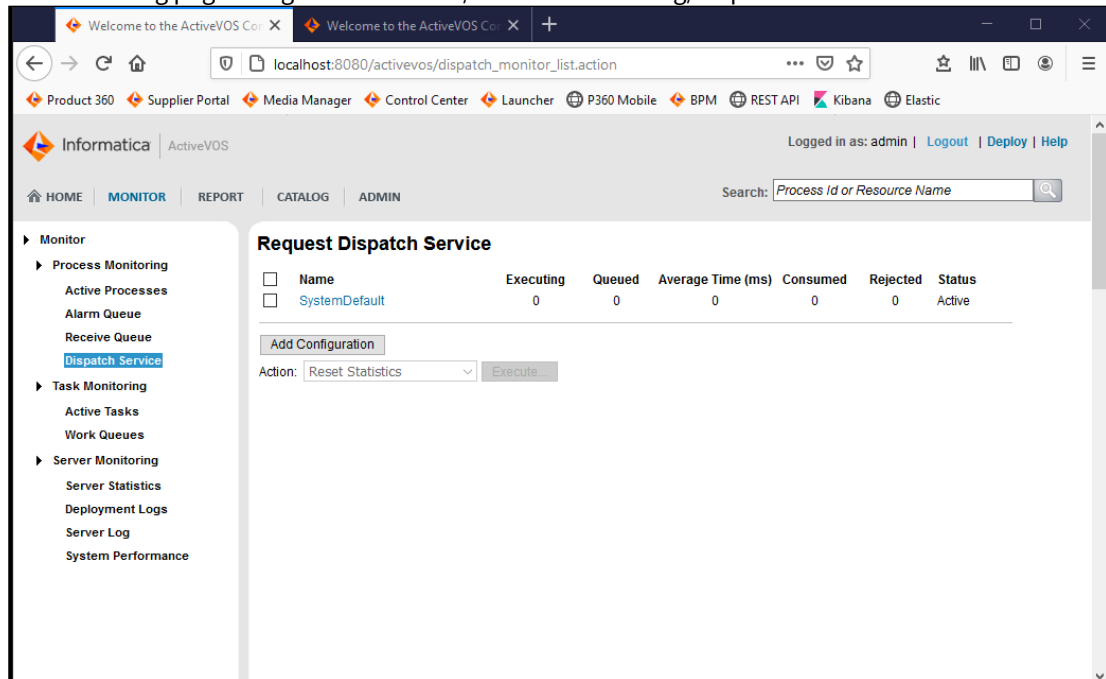 Welcome to the ActiveVOS Con
Welcome to the ActiveVOS Con
localhost:8080/activevos/dispatch_monitor_list.action
Product 360 Supplier Portal Media Manager Control Center Launcher P360 Mobile BPM REST API Kibana Elastic
Informatica ActiveVOS
Logged in as: admin | Logout | Deploy | Help
HOME MONITOR REPORT CATALOG ADMIN
Search: Process Id or Resource Name
Monitor
Process Monitoring
Active Processes
Alarm Queue
Receive Queue
Dispatch Service
Task Monitoring
Active Tasks
Work Queues
Server Monitoring
Server Statistics
Deployment Logs
Server Log
System Performance
Request Dispatch Service
Name Executing Queued Average Time (ms) Consumed Rejected Status
SystemDefault 0 0 0 0 0 Active
Add Configuration
Action: Reset Statistics Execute...